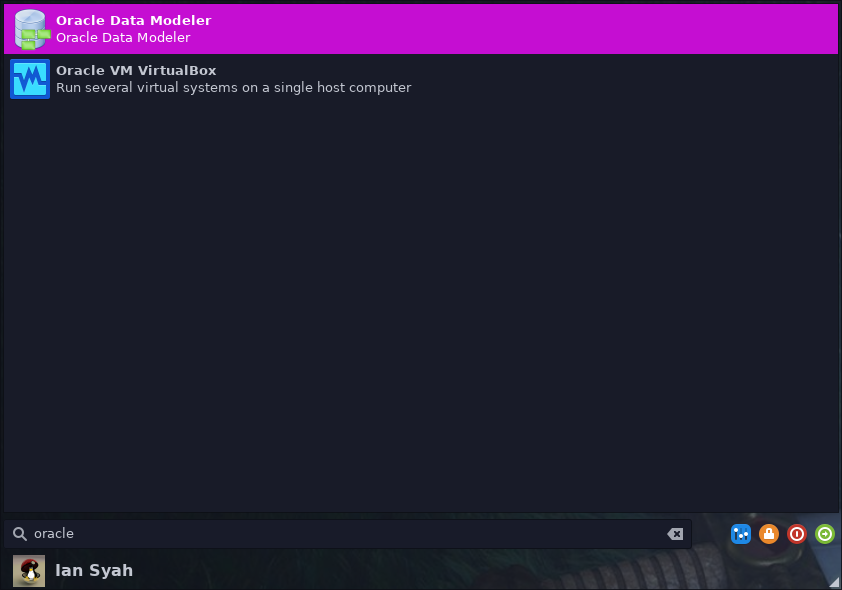 Oracle Data Modeler
Oracle Data Modeler
Oracle VM VirtualBox
Run several virtual systems on a single host computer
oracle
Ian Syah